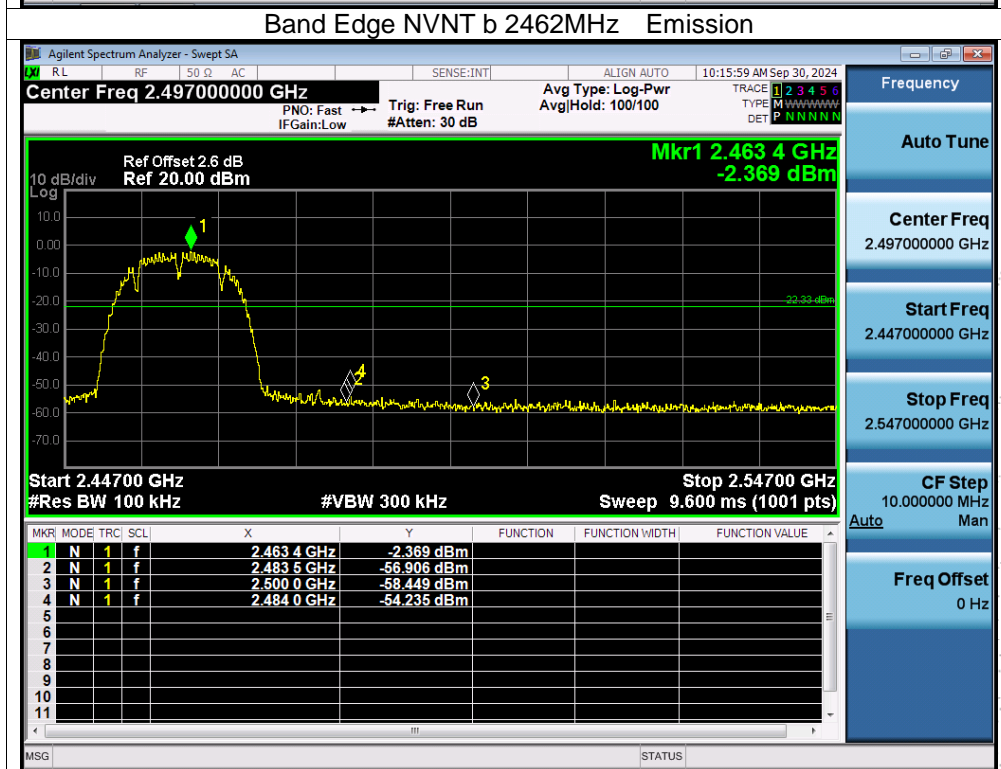 Band Edge NVNT b 2462MHz Emission
Agilent Spectrum Analyzer - Swept SA
LXI RL RF 50 Ω AC SENSE:INT ALIGN AUTO 10:15:59 AM Sep 30, 2024
Center Freq 2.497000000 GHz
PNO: Fast
IFGain:Low
Trig: Free Run
#Atten: 30 dB
Avg Type: Log-Pwr
Avg|Hold: 100/100
TRACE 1 2 3 4 5 6
TYPE M WWWWW
DET P N N N N N
Mkr1 2.463 4 GHz
-2.369 dBm
Ref Offset 2.6 dB
10 dB/div Ref 20.00 dBm
Log
10.0
0.00
-10.0
-20.0
-30.0
-40.0
-50.0
-60.0
-70.0
1
-22.33 dBm
4
2
3
Start 2.44700 GHz Stop 2.54700 GHz
#Res BW 100 kHz #VBW 300 kHz Sweep 9.600 ms (1001 pts)
MKR MODE TRC SCL X Y FUNCTION FUNCTION WIDTH FUNCTION VALUE
1 N 1 f 2.463 4 GHz -2.369 dBm
2 N 1 f 2.483 5 GHz -56.906 dBm
3 N 1 f 2.500 0 GHz -58.449 dBm
4 N 1 f 2.484 0 GHz -54.235 dBm
5
6
7
8
9
10
11
MSG STATUS
Frequency
Auto Tune
Center Freq
2.497000000 GHz
Start Freq
2.447000000 GHz
Stop Freq
2.547000000 GHz
CF Step
10.000000 MHz
Auto Man
Freq Offset
0 Hz